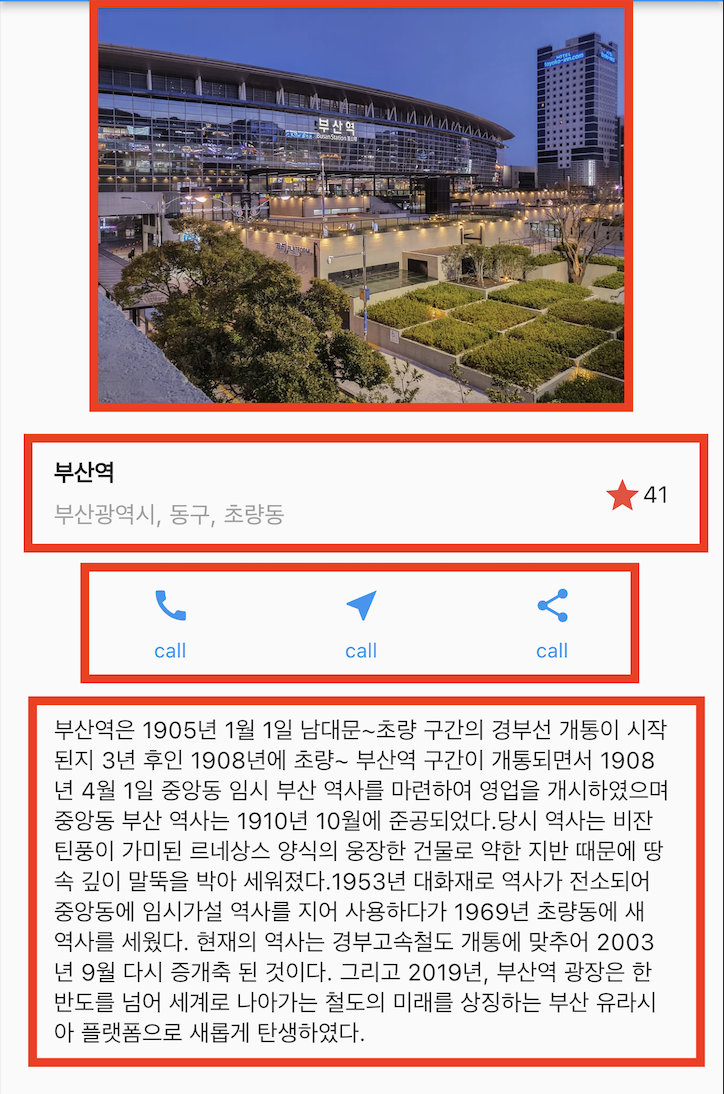 HOTEL
toyoko-inn.com
부산역
Busan Station
부산역
부산광역시, 동구, 초량동
41
call
call
call
부산역은 1905년 1월 1일 남대문~초량 구간의 경부선 개통이 시작
된지 3년 후인 1908년에 초량~ 부산역 구간이 개통되면서 1908
년 4월 1일 중앙동 임시 부산 역사를 마련하여 영업을 개시하였으며
중앙동 부산 역사는 1910년 10월에 준공되었다.당시 역사는 비잔
틴풍이 가미된 르네상스 양식의 웅장한 건물로 약한 지반 때문에 땅
속 깊이 말뚝을 박아 세워졌다.1953년 대화재로 역사가 전소되어
중앙동에 임시가설 역사를 지어 사용하다가 1969년 초량동에 새
역사를 세웠다. 현재의 역사는 경부고속철도 개통에 맞추어 2003
년 9월 다시 증개축 된 것이다. 그리고 2019년, 부산역 광장은 한
반도를 넘어 세계로 나아가는 철도의 미래를 상징하는 부산 유라시
아 플랫폼으로 새롭게 탄생하였다.